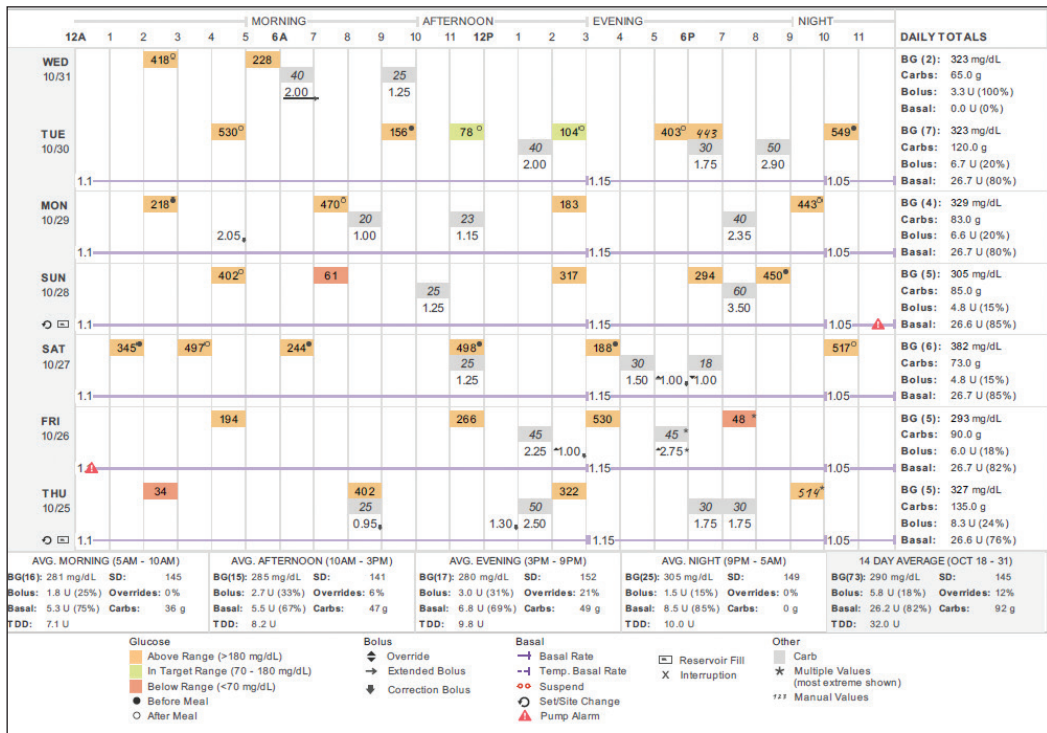 MORNING AFTERNOON EVENING NIGHT
12A 1 2 3 4 5 6A 7 8 9 10 11 12P 1 2 3 4 5 6P 7 8 9 10 11 DAILY TOTALS
WED 418 228 BG (2): 323 mg/dL
10/31 40 25 Carbs: 65.0 g
2.00 1.25 Bolus: 3.3 U (100%)
Basal: 0.0 U (0%)
TUE 530 156 78 104 403 443 549 BG (7): 323 mg/dL
10/30 40 30 50 Carbs: 120.0 g
2.00 1.75 2.90 Bolus: 6.7 U (20%)
1.1 1.15 1.05 Basal: 26.7 U (80%)
MON 218 470 183 443 BG (4): 329 mg/dL
10/29 20 23 40 Carbs: 83.0 g
2.05 1.00 1.15 2.35 Bolus: 6.6 U (20%)
1.1 1.15 1.05 Basal: 26.7 U (80%)
SUN 402 61 317 294 450 BG (5): 305 mg/dL
10/28 25 60 Carbs: 85.0 g
1.25 3.50 Bolus: 4.8 U (15%)
1.1 1.15 1.05 Basal: 26.6 U (85%)
SAT 345 497 244 498 188 517 BG (6): 382 mg/dL
10/27 25 30 18 Carbs: 73.0 g
1.25 1.50 1.00 1.00 Bolus: 4.8 U (15%)
1.1 1.15 1.05 Basal: 26.7 U (85%)
FRI 194 266 530 48 * BG (5): 293 mg/dL
10/26 45 45 * Carbs: 90.0 g
2.25 1.00 2.75* Bolus: 6.0 U (18%)
1.15 1.05 Basal: 26.7 U (82%)
THU 34 402 322 514* BG (5): 327 mg/dL
10/25 25 50 30 30 Carbs: 135.0 g
0.95 1.30 2.50 1.75 1.75 Bolus: 8.3 U (24%)
1.1 1.15 1.05 Basal: 26.6 U (76%)
AVG. MORNING (5AM - 10AM) AVG. AFTERNOON (10AM - 3PM) AVG. EVENING (3PM - 9PM) AVG. NIGHT (9PM - 5AM) 14 DAY AVERAGE (OCT 18 - 31)
BG(16): 281 mg/dL SD: 145 BG(15): 285 mg/dL SD: 141 BG(17): 280 mg/dL SD: 152 BG(25): 305 mg/dL SD: 149 BG(73): 290 mg/dL SD: 145
Bolus: 1.8 U (25%) Overrides: 0% Bolus: 2.7 U (33%) Overrides: 6% Bolus: 3.0 U (31%) Overrides: 21% Bolus: 1.5 U (15%) Overrides: 0% Bolus: 5.8 U (18%) Overrides: 12%
Basal: 5.3 U (75%) Carbs: 36 g Basal: 5.5 U (67%) Carbs: 47 g Basal: 6.8 U (69%) Carbs: 49 g Basal: 8.5 U (85%) Carbs: 0 g Basal: 26.2 U (82%) Carbs: 92 g
TDD: 7.1 U TDD: 8.2 U TDD: 9.8 U TDD: 10.0 U TDD: 32.0 U
Glucose Bolus Basal Other
Above Range (>180 mg/dL) Override Basal Rate Reservoir Fill Carb
In Target Range (70 - 180 mg/dL) Extended Bolus Temp. Basal Rate X Interruption * Multiple Values
Below Range (<70 mg/dL) Correction Bolus Suspend (most extreme shown)
Before Meal Set/Site Change 123 Manual Values
After Meal Pump Alarm